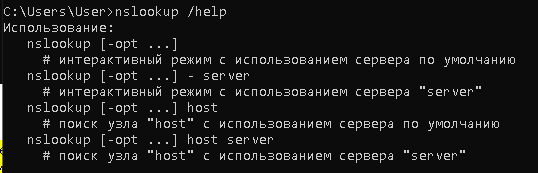 C:\Users\User>nslookup /help
Использование:
nslookup [-opt ...]
# интерактивный режим с использованием сервера по умолчанию
nslookup [-opt ...] - server
# интерактивный режим с использованием сервера "server"
nslookup [-opt ...] host
# поиск узла "host" с использованием сервера по умолчанию
nslookup [-opt ...] host server
# поиск узла "host" с использованием сервера "server"